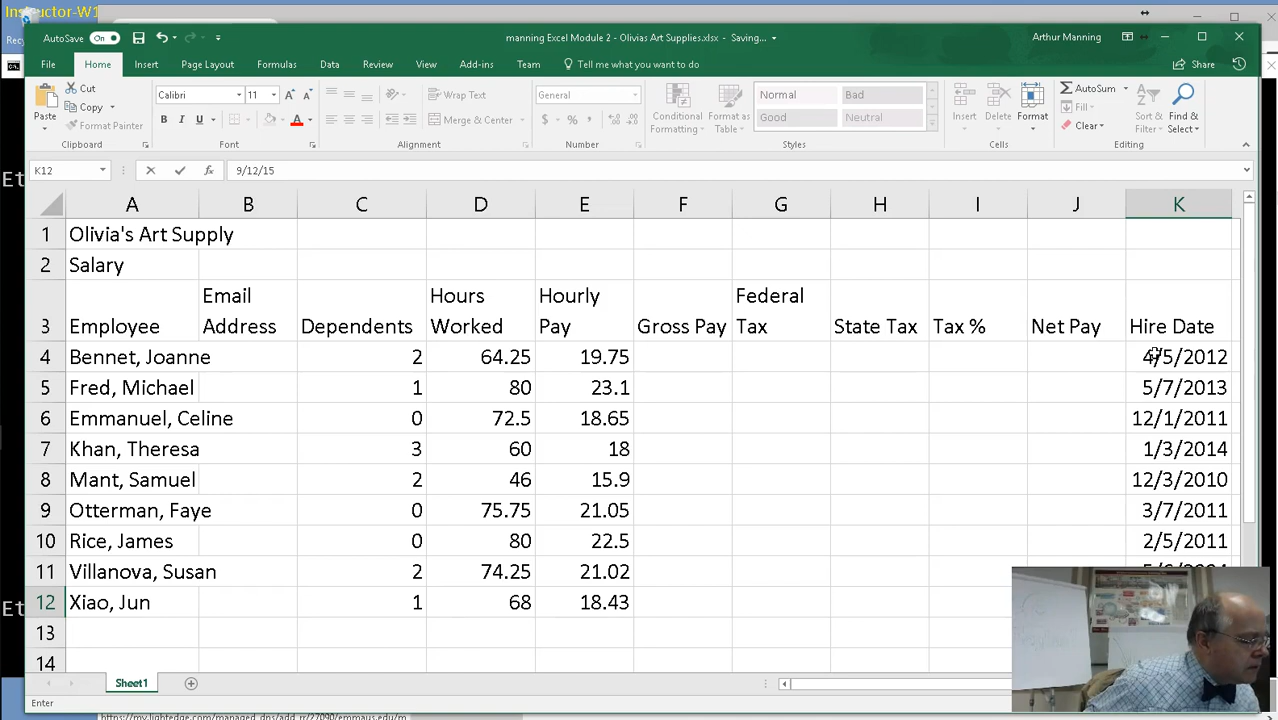 Instructor-W1
Recy
AutoSave On
manning Excel Module 2 - Olivias Art Supplies.xlsx - Saving...
Arthur Manning
File Home Insert Page Layout Formulas Data Review View Add-ins Team Tell me what you want to do Share
Paste
Cut
Copy
Format Painter
Calibri 11
B I U
Wrap Text
Merge & Center
General
$ % ,
Conditional Formatting
Format as Table
Normal Bad
Good Neutral
Insert Delete Format
AutoSum
Fill
Clear
Sort & Filter
Find & Select
Clipboard Font Alignment Number Styles Cells Editing
K12 fx 9/12/15
A B C D E F G H I J K
1 Olivia's Art Supply
2 Salary
3 Employee Email Address Dependents Hours Worked Hourly Pay Gross Pay Federal Tax State Tax Tax % Net Pay Hire Date
4 Bennet, Joanne 2 64.25 19.75 4/5/2012
5 Fred, Michael 1 80 23.1 5/7/2013
6 Emmanuel, Celine 0 72.5 18.65 12/1/2011
7 Khan, Theresa 3 60 18 1/3/2014
8 Mant, Samuel 2 46 15.9 12/3/2010
9 Otterman, Faye 0 75.75 21.05 3/7/2011
10 Rice, James 0 80 22.5 2/5/2011
11 Villanova, Susan 2 74.25 21.02
12 Xiao, Jun 1 68 18.43
13
14
Et
Et
Sheet1
Enter
https://my.lightedge.com/managed_dns/add_rr/27090/emmaus.edu/m